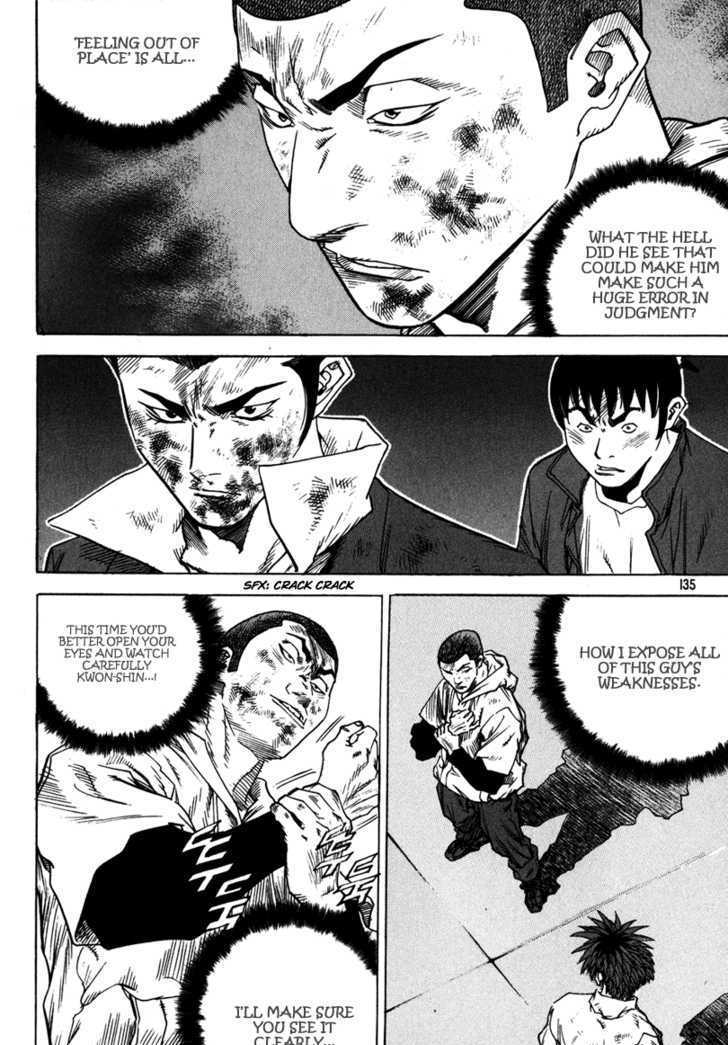 'FEELING OUT OF
PLACE' IS ALL...
WHAT THE HELL
DID HE SEE THAT
COULD MAKE HIM
MAKE SUCH A
HUGE ERROR IN
JUDGMENT?
SFX: CRACK CRACK
135
THIS TIME YOU'D
BETTER OPEN YOUR
EYES AND WATCH
CAREFULLY
KWON-SHIN...!
I'LL MAKE SURE
YOU SEE IT
CLEARLY...
HOW I EXPOSE ALL
OF THIS GUY'S
WEAKNESSES.